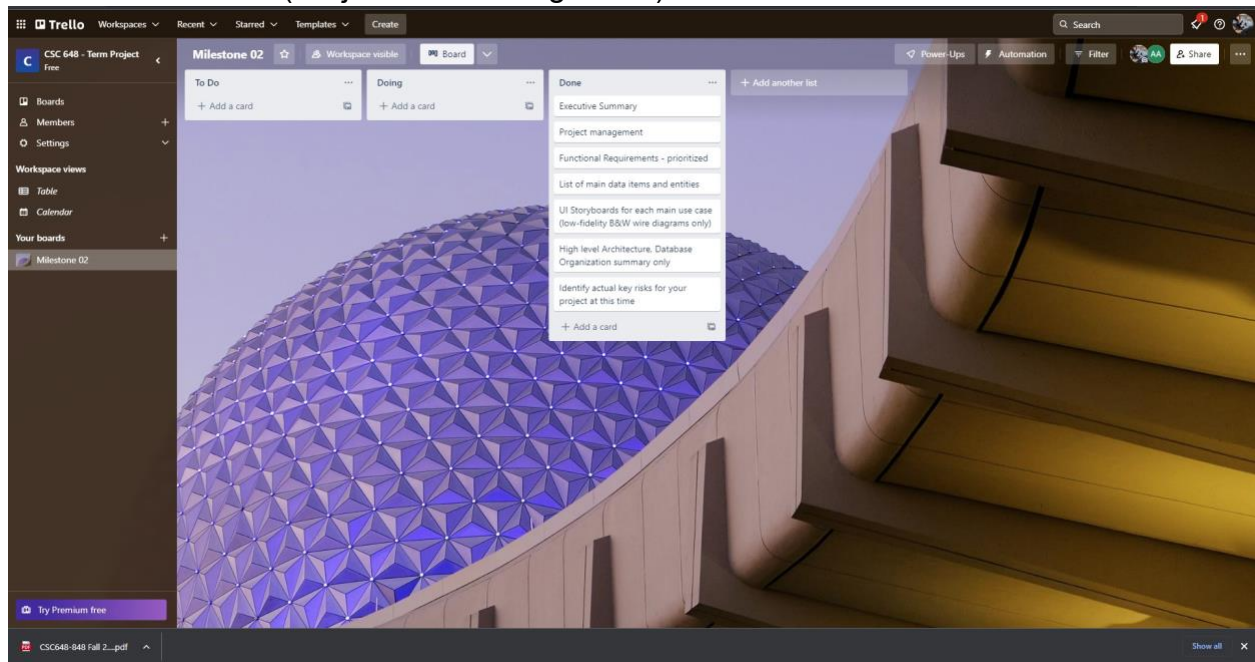 Trello Workspaces Recent Starred Templates Create Search 1
C CSC 648 - Term Project
Free
Milestone 02 Workspace visible Board Power-Ups Automation Filter AA Share
Boards
Members
Settings
Workspace views
Table
Calendar
Your boards
Milestone 02
Try Premium free
To Do
+ Add a card
Doing
+ Add a card
Done
Executive Summary
Project management
Functional Requirements - prioritized
List of main data items and entities
UI Storyboards for each main use case
(low-fidelity B&W wire diagrams only)
High level Architecture, Database
Organization summary only
Identify actual key risks for your
project at this time
+ Add a card
+ Add another list
CSC648-848 Fall 2....pdf
Show all